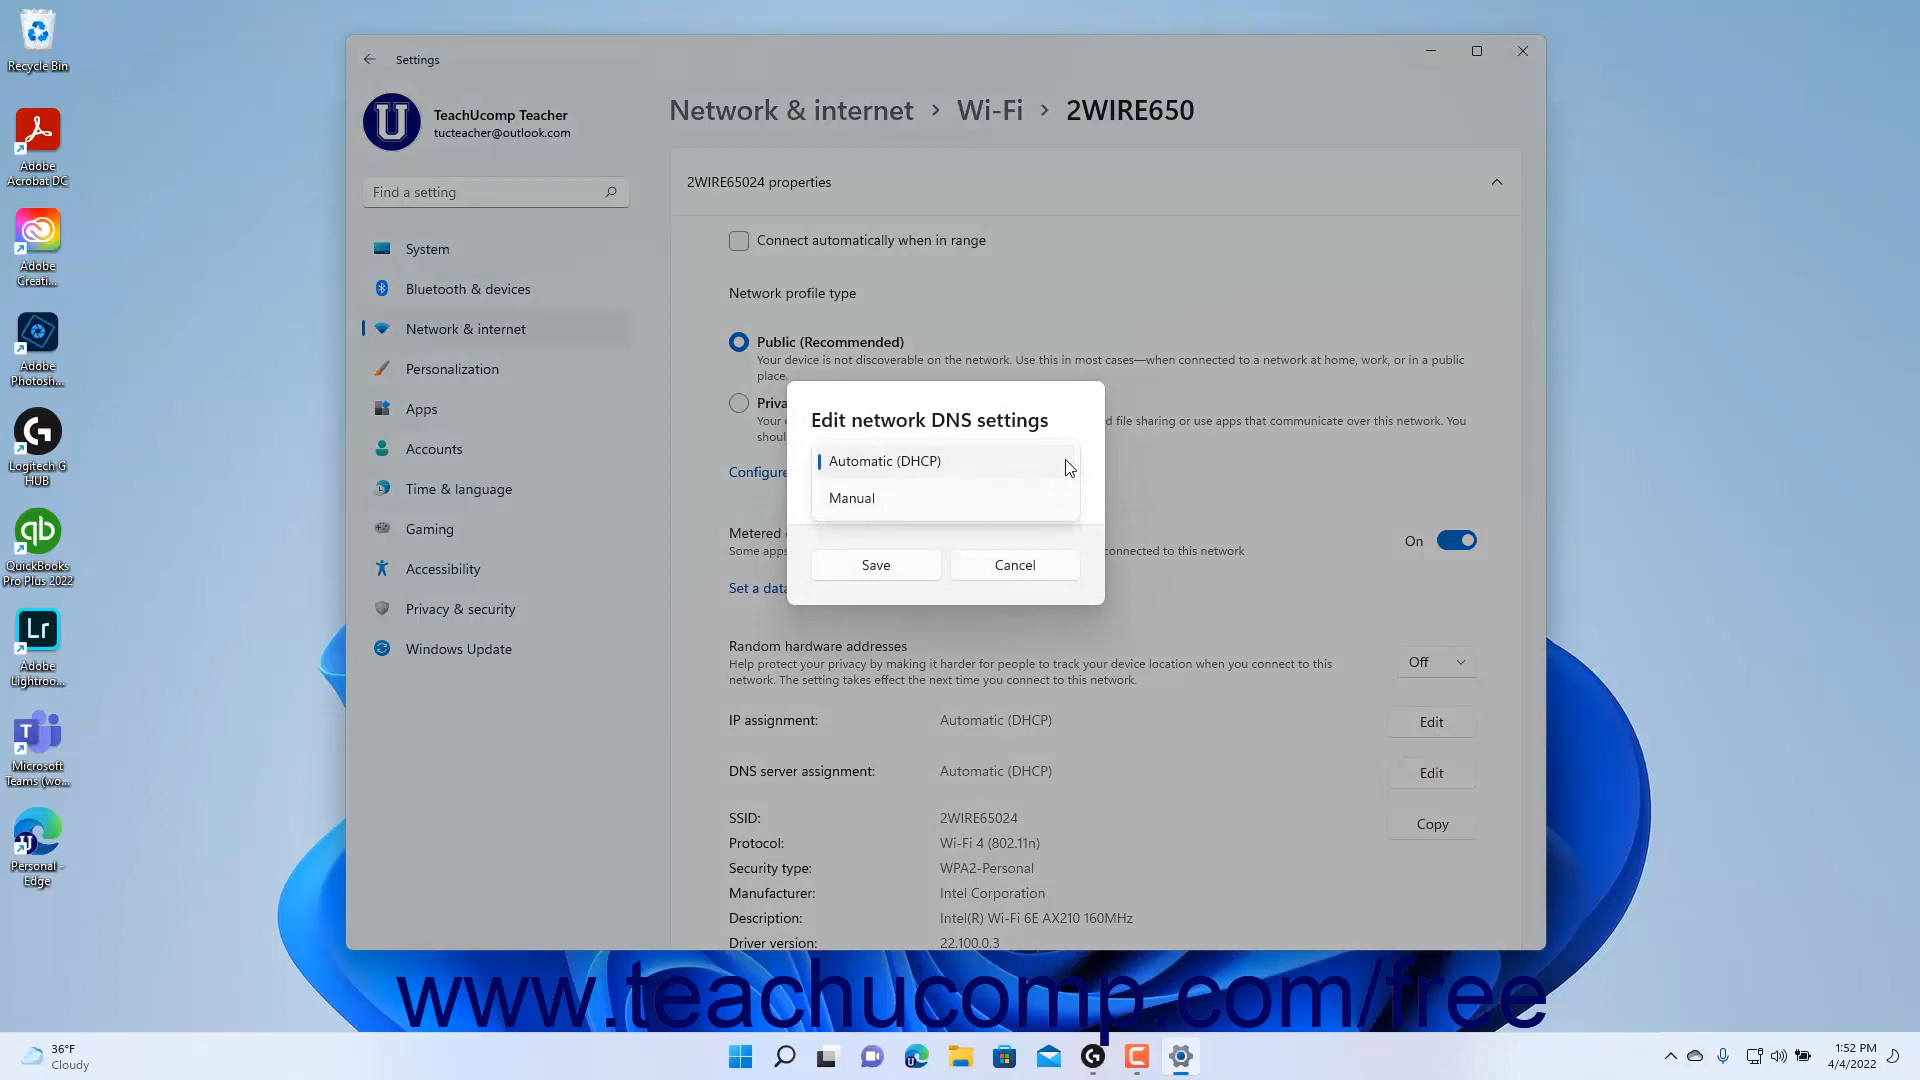 Recycle Bin
Adobe
Acrobat DC
Adobe
Creati...
Adobe
Photosh...
Logitech G
HUB
QuickBooks
Pro Plus 2022
Lr
Adobe
Lightroo...
Microsoft
Teams (wo...
Personal -
Edge
Settings
TeachUcomp Teacher
tucteacher@outlook.com
Find a setting
System
Bluetooth & devices
Network & internet
Personalization
Apps
Accounts
Time & language
Gaming
Accessibility
Privacy & security
Windows Update
Network & internet > Wi-Fi > 2WIRE650
2WIRE65024 properties
Connect automatically when in range
Network profile type
Public (Recommended)
Your device is not discoverable on the network. Use this in most cases—when connected to a network at home, work, or in a public
place.
Priva
Your d file sharing or use apps that communicate over this network. You
shoul
Configure
Edit network DNS settings
Automatic (DHCP)
Manual
Save Cancel
Metered
Some apps connected to this network
On
Set a data
Random hardware addresses
Help protect your privacy by making it harder for people to track your device location when you connect to this
network. The setting takes effect the next time you connect to this network.
Off
IP assignment: Automatic (DHCP) Edit
DNS server assignment: Automatic (DHCP) Edit
SSID: 2WIRE65024
Copy
Protocol: Wi-Fi 4 (802.11n)
Security type: WPA2-Personal
Manufacturer: Intel Corporation
Description: Intel(R) Wi-Fi 6E AX210 160MHz
Driver version: 22.100.0.3
www.teachucomp.com/free
36°F
Cloudy
1:52 PM
4/4/2022